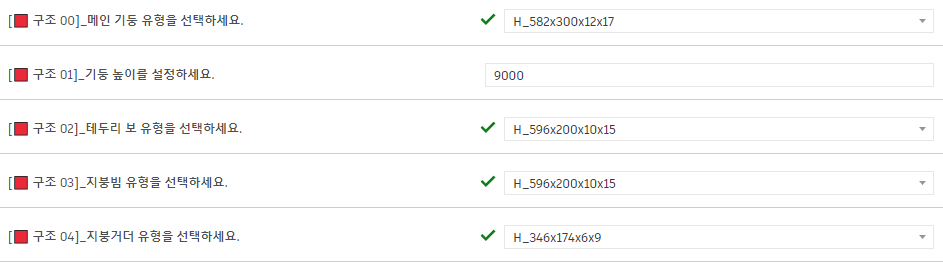 [🟥 구조 00]_메인 기둥 유형을 선택하세요. H_582x300x12x17
[🟥 구조 01]_기둥 높이를 설정하세요. 9000
[🟥 구조 02]_테두리 보 유형을 선택하세요. H_596x200x10x15
[🟥 구조 03]_지붕빔 유형을 선택하세요. H_596x200x10x15
[🟥 구조 04]_지붕거더 유형을 선택하세요. H_346x174x6x9